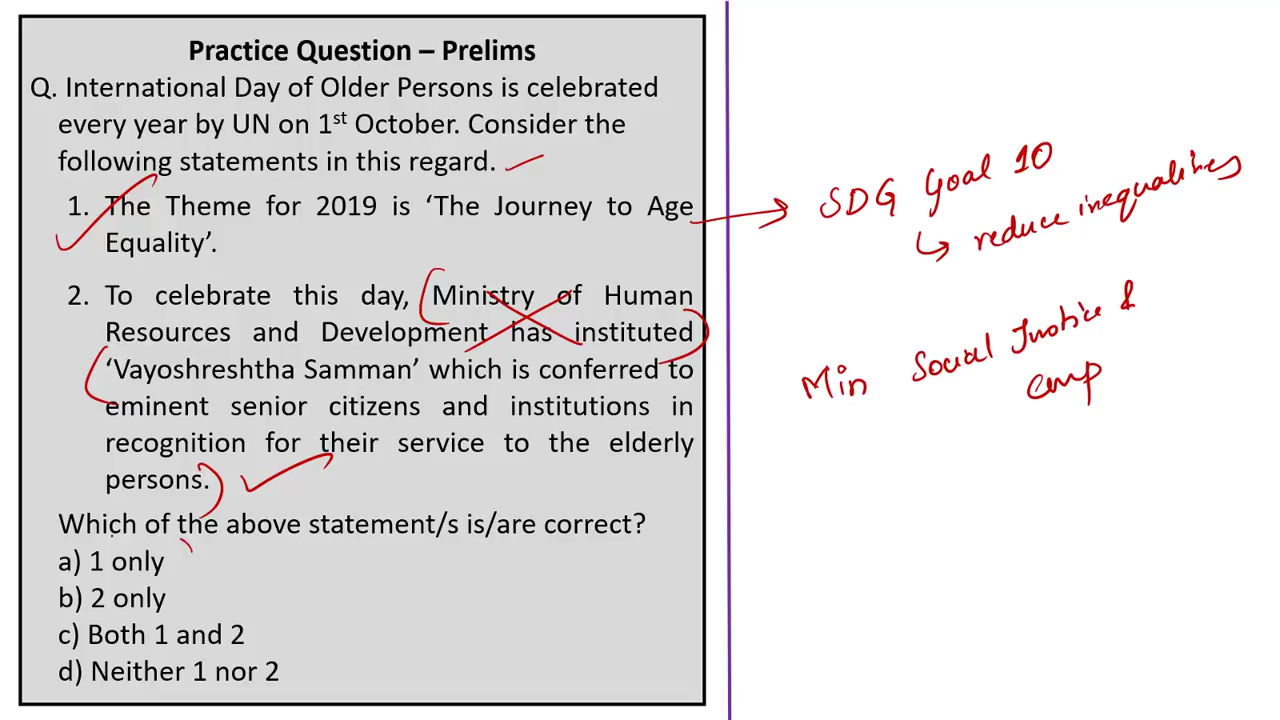 Practice Question – Prelims
Q. International Day of Older Persons is celebrated
every year by UN on 1st October. Consider the
following statements in this regard.
1. The Theme for 2019 is ‘The Journey to Age
Equality’.
2. To celebrate this day, Ministry of Human
Resources and Development has instituted
‘Vayoshreshtha Samman’ which is conferred to
eminent senior citizens and institutions in
recognition for their service to the elderly
persons.
Which of the above statement/s is/are correct?
a) 1 only
b) 2 only
c) Both 1 and 2
d) Neither 1 nor 2
SDG Goal 10
reduce inequalities
Min Social Justice &
emp